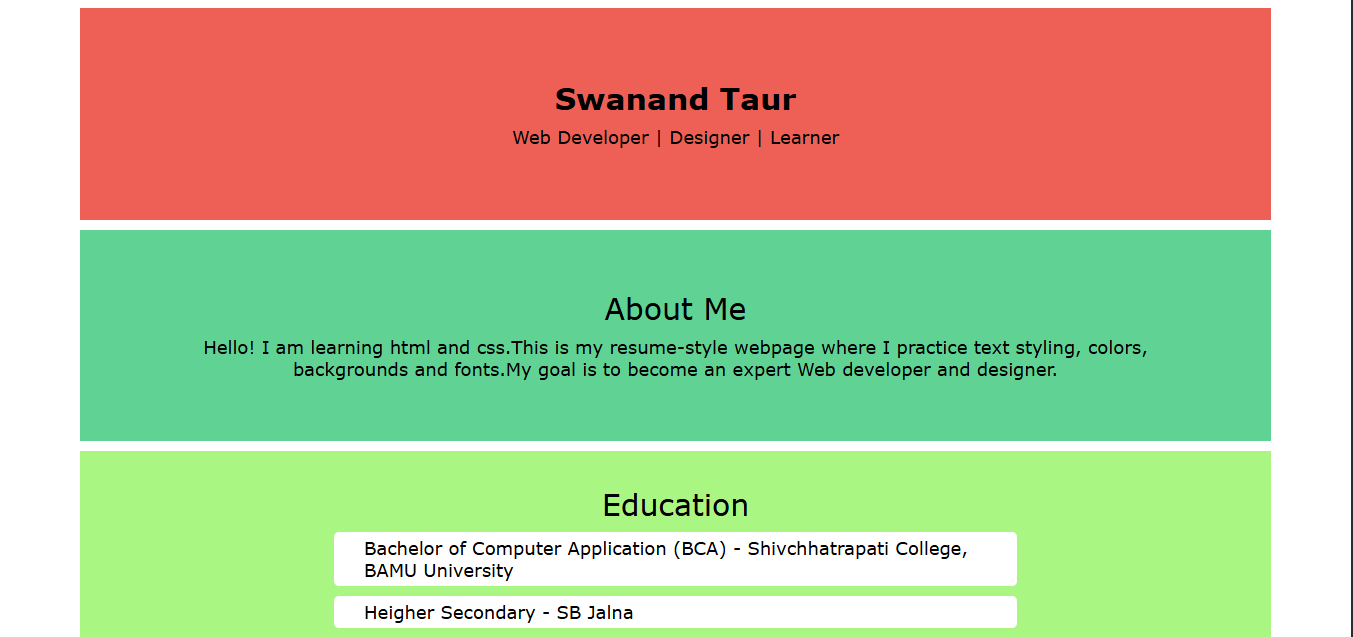 Swanand Taur
Web Developer | Designer | Learner
About Me
Hello! I am learning html and css.This is my resume-style webpage where I practice text styling, colors,
backgrounds and fonts.My goal is to become an expert Web developer and designer.
Education
Bachelor of Computer Application (BCA) - Shivchhatrapati College,
BAMU University
Heigher Secondary - SB Jalna